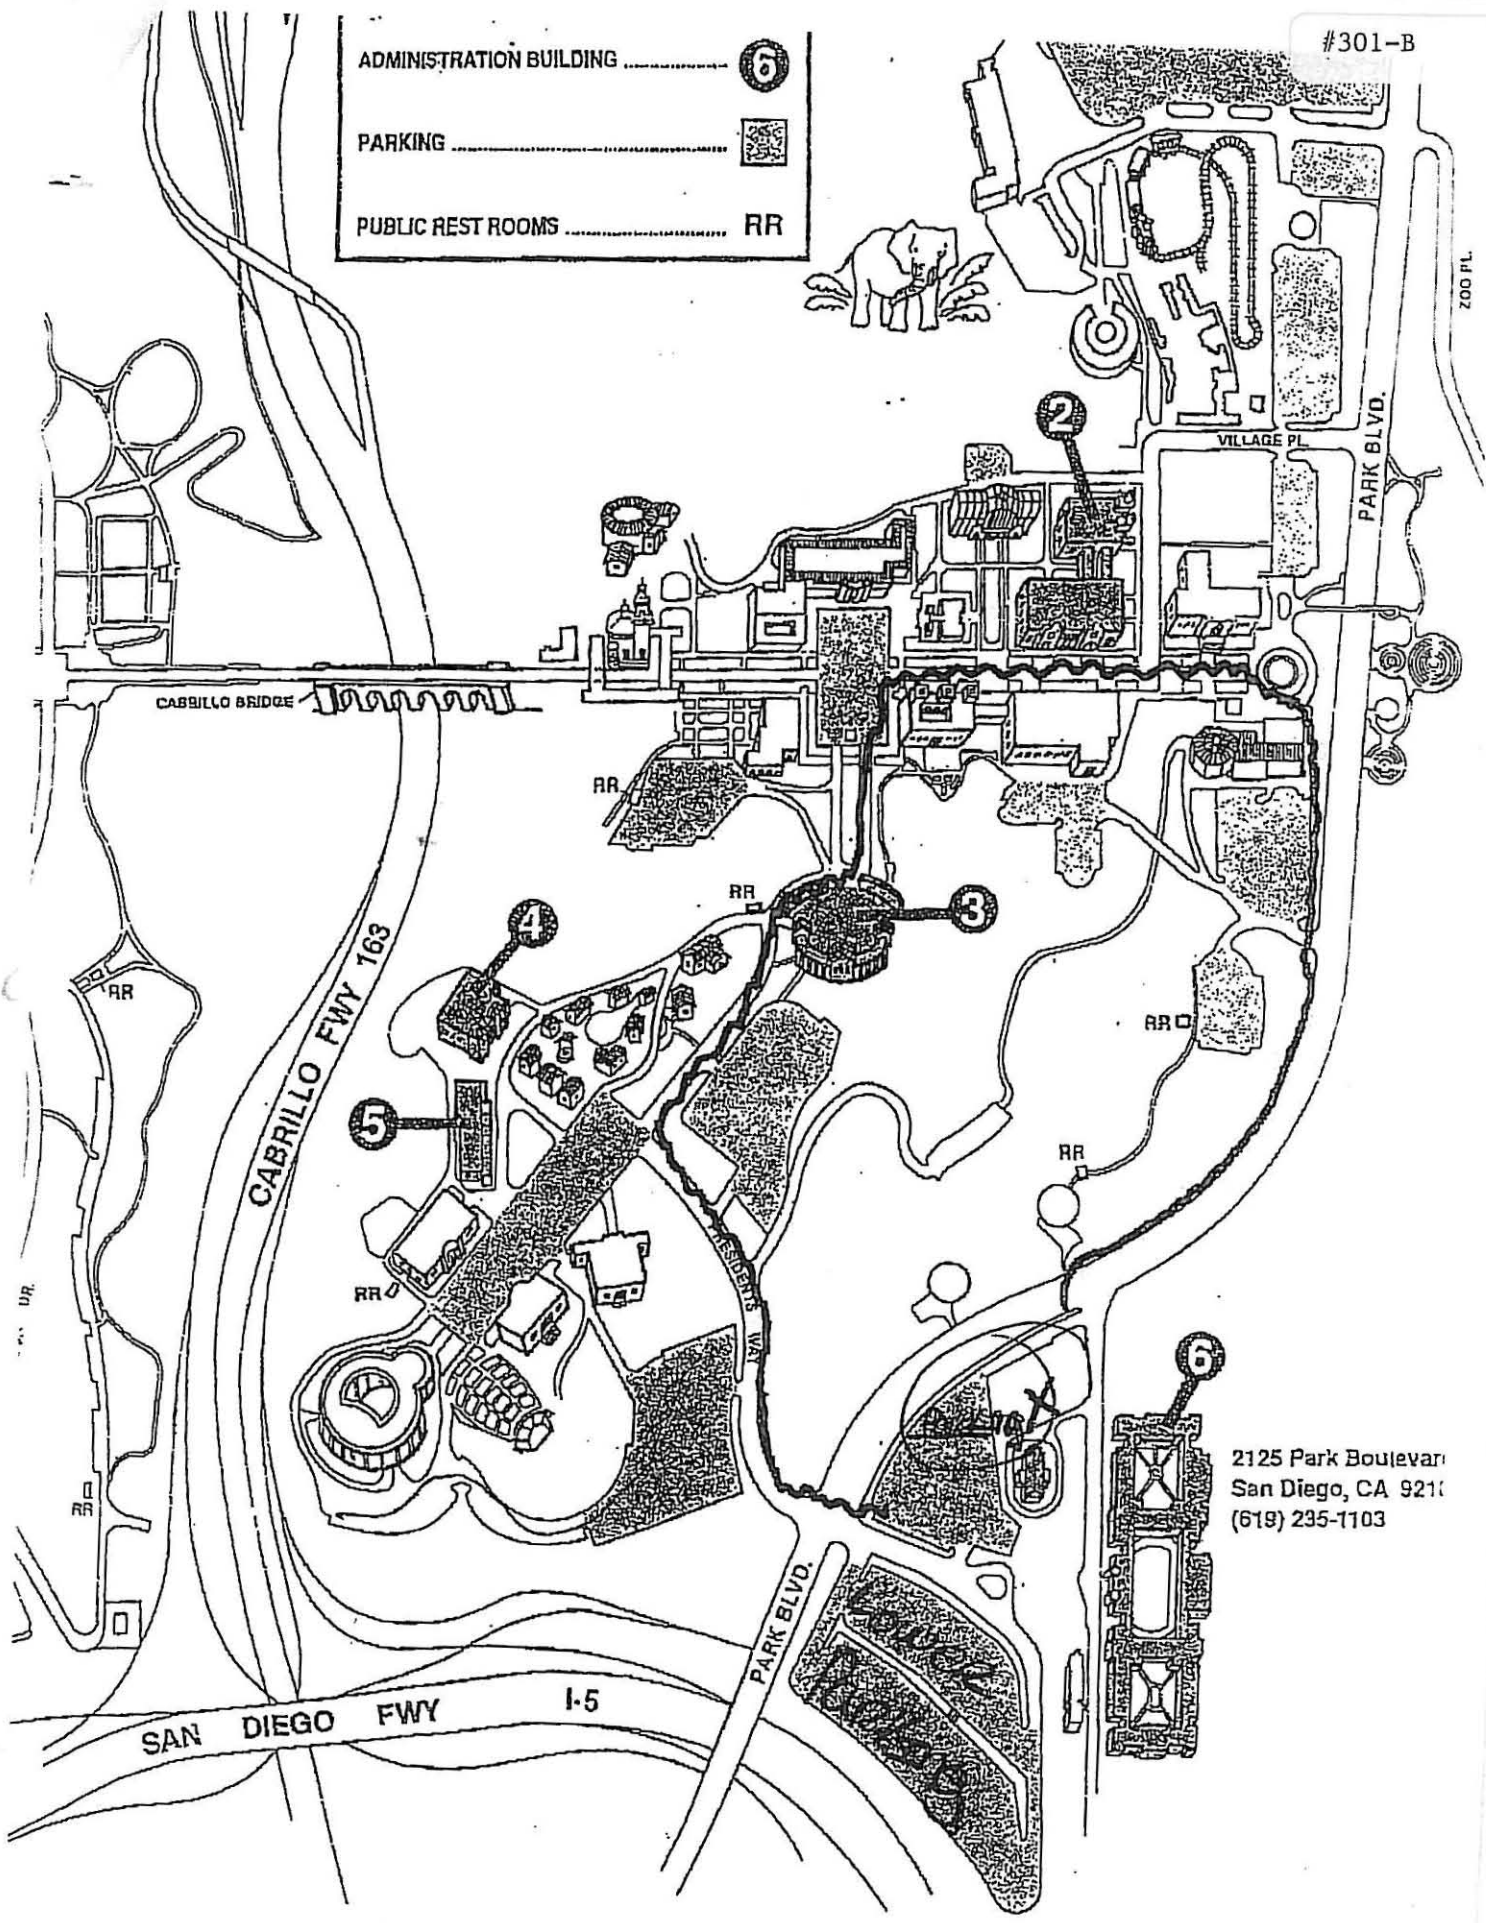 #301-B
ADMINISTRATION BUILDING ................ 6
PARKING ................................
PUBLIC REST ROOMS ...................... RR
ZOO PL.
2
VILLAGE PL.
PARK BLVD.
CABRILLO BRIDGE
RR
RR
3
4
CABRILLO FWY 163
RR
RR
5
RR
RR
PRESIDENTS WAY
DR.
6
2125 Park Boulevar
San Diego, CA 921
(619) 235-1103
RR
PARK BLVD.
Lower
Parking
SAN DIEGO FWY I-5